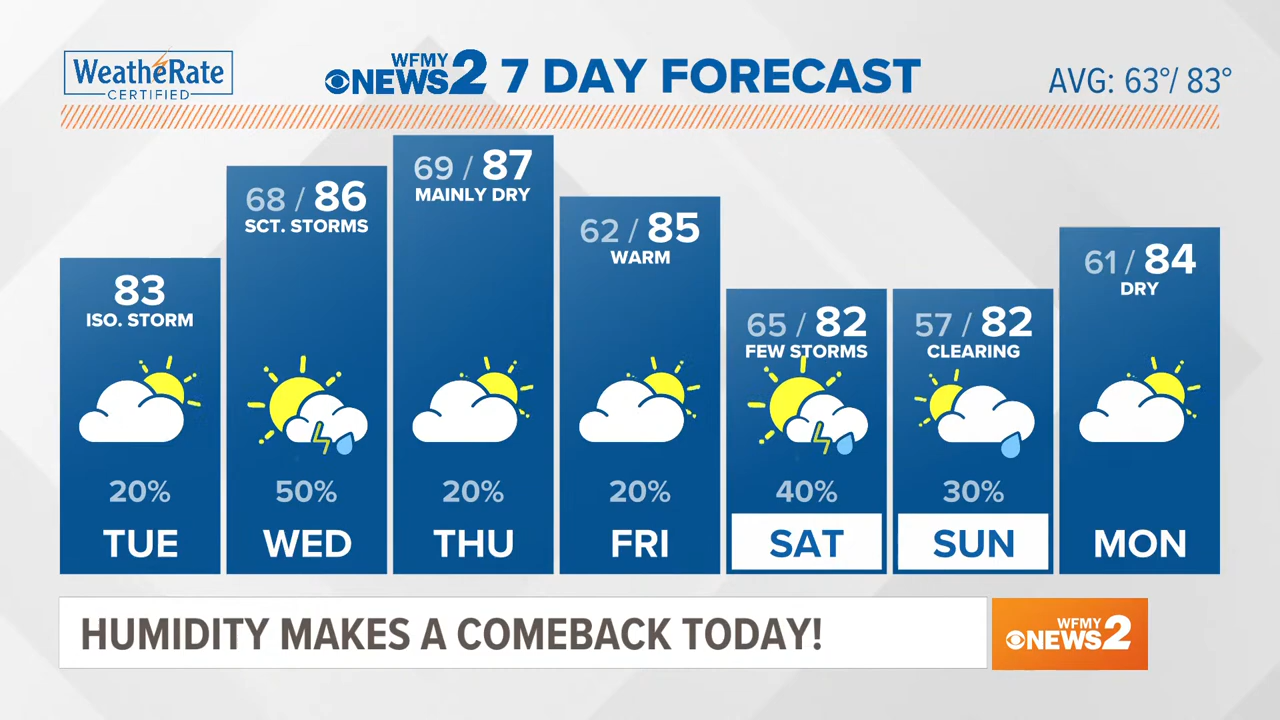 WeatheRate
CERTIFIED
WFMY
NEWS 2 7 DAY FORECAST
AVG: 63°/ 83°
83
ISO. STORM
20%
TUE
68 / 86
SCT. STORMS
50%
WED
69 / 87
MAINLY DRY
20%
THU
62 / 85
WARM
20%
FRI
65 / 82
FEW STORMS
40%
SAT
57 / 82
CLEARING
30%
SUN
61 / 84
DRY
MON
HUMIDITY MAKES A COMEBACK TODAY!
WFMY
NEWS 2